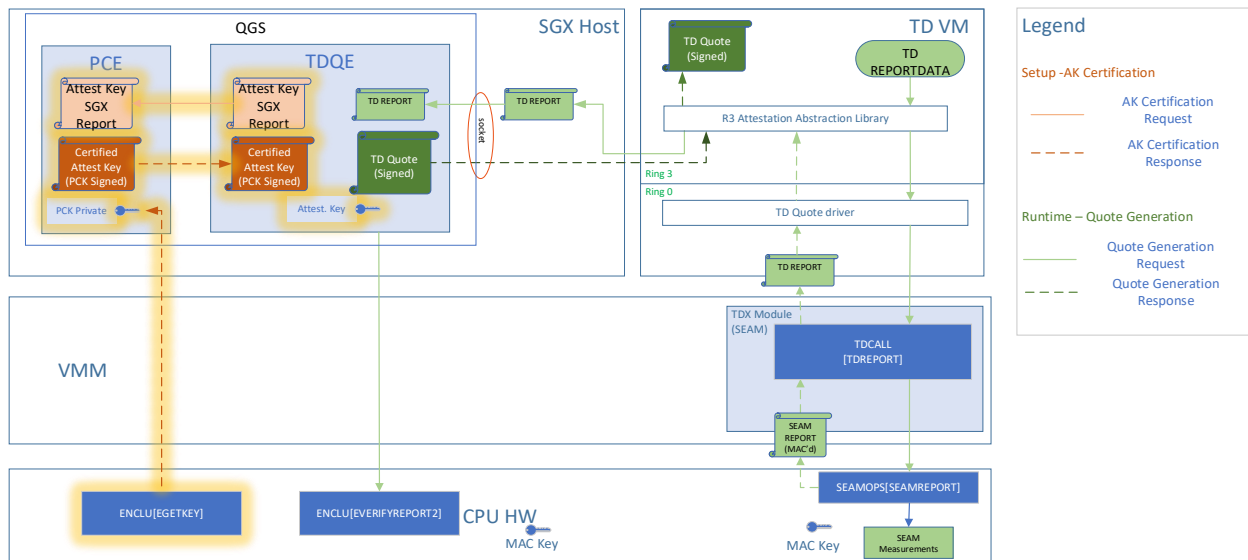 QGS
SGX Host
PCE
Attest Key
SGX
Report
Certified
Attest Key
(PCK Signed)
PCK Private
TDQE
Attest Key
SGX
Report
Certified
Attest Key
(PCK Signed)
TD REPORT
TD Quote
(Signed)
Attest. Key
socket
TD REPORT
TD VM
TD Quote
(Signed)
TD
REPORTDATA
R3 Attestation Abstraction Library
Ring 3
Ring 0
TD Quote driver
TD REPORT
Legend
Setup -AK Certification
AK Certification
Request
AK Certification
Response
Runtime – Quote Generation
Quote Generation
Request
Quote Generation
Response
VMM
TDX Module
(SEAM)
TDCALL
[TDREPORT]
SEAM
REPORT
(MAC'd)
ENCLU[EGETKEY]
ENCLU[EVERIFYREPORT2]
CPU HW
MAC Key
MAC Key
SEAMOPS[SEAMREPORT]
SEAM
Measurements